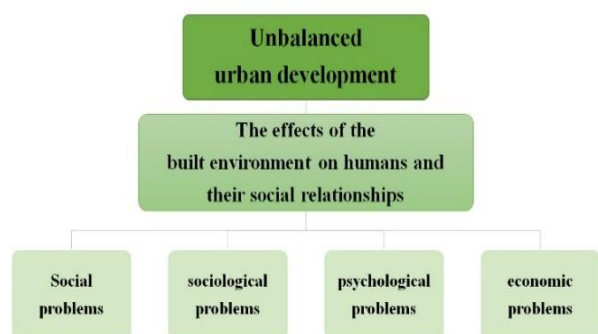 Unbalanced
urban development
The effects of the
built environment on humans and
their social relationships
Social
problems
sociological
problems
psychological
problems
economic
problems